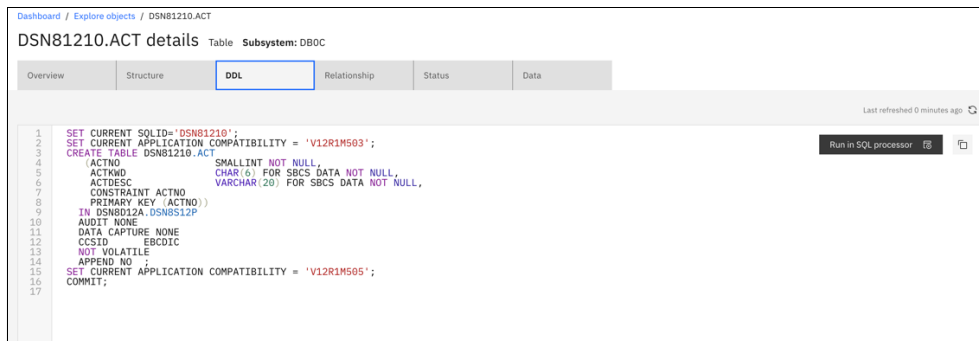 Dashboard / Explore objects / DSN81210.ACT
DSN81210.ACT details Table Subsystem: DB0C
Overview Structure DDL Relationship Status Data
Last refreshed 0 minutes ago
Run in SQL processor
1 SET CURRENT SQLID='DSN81210';
2 SET CURRENT APPLICATION COMPATIBILITY = 'V12R1M503';
3 CREATE TABLE DSN81210.ACT
4 (ACTNO SMALLINT NOT NULL,
5 ACTKWD CHAR(6) FOR SBCS DATA NOT NULL,
6 ACTDESC VARCHAR(20) FOR SBCS DATA NOT NULL,
7 CONSTRAINT ACTNO
8 PRIMARY KEY (ACTNO))
9 IN DSN8D12A.DSN8S12P
10 AUDIT NONE
11 DATA CAPTURE NONE
12 CCSID EBCDIC
13 NOT VOLATILE
14 APPEND NO ;
15 SET CURRENT APPLICATION COMPATIBILITY = 'V12R1M505';
16 COMMIT;
17